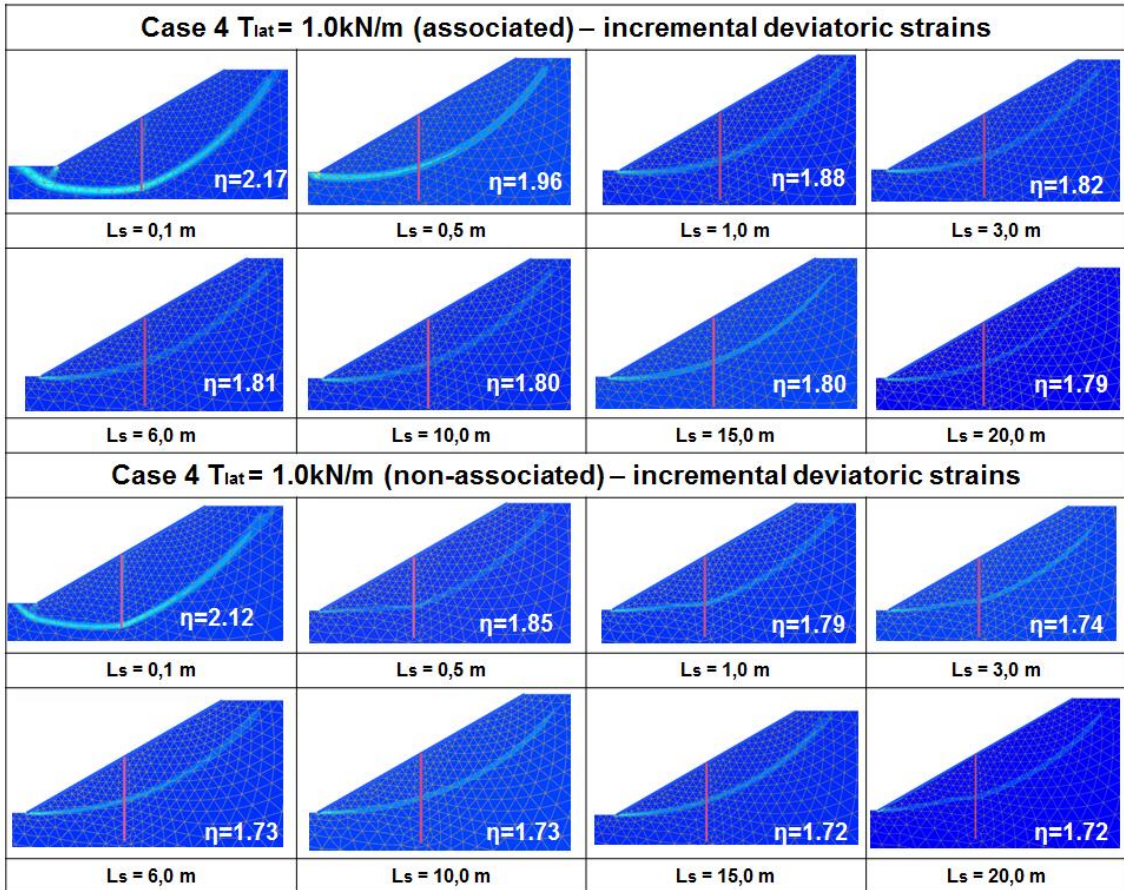 Case 4 Tlat = 1.0kN/m (associated) – incremental deviatoric strains
η=2.17 η=1.96 η=1.88 η=1.82
Ls = 0,1 m Ls = 0,5 m Ls = 1,0 m Ls = 3,0 m
η=1.81 η=1.80 η=1.80 η=1.79
Ls = 6,0 m Ls = 10,0 m Ls = 15,0 m Ls = 20,0 m
Case 4 Tlat = 1.0kN/m (non-associated) – incremental deviatoric strains
η=2.12 η=1.85 η=1.79 η=1.74
Ls = 0,1 m Ls = 0,5 m Ls = 1,0 m Ls = 3,0 m
η=1.73 η=1.73 η=1.72 η=1.72
Ls = 6,0 m Ls = 10,0 m Ls = 15,0 m Ls = 20,0 m